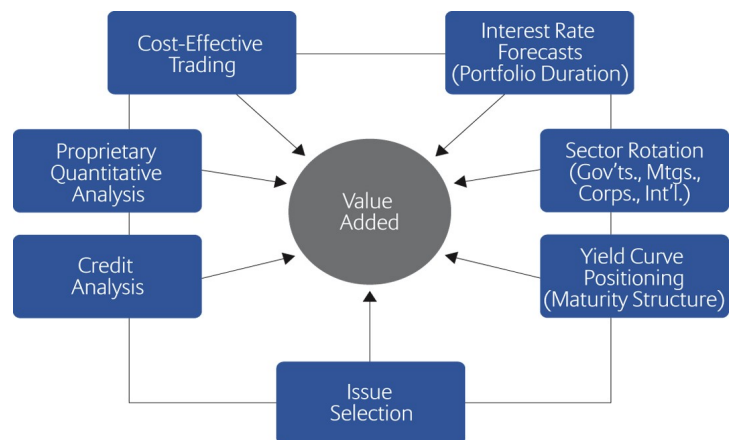 Cost-Effective
Trading
Interest Rate
Forecasts
(Portfolio Duration)
Proprietary
Quantitative
Analysis
Value
Added
Sector Rotation
(Gov'ts., Mtgs.,
Corps., Int'l.)
Credit
Analysis
Yield Curve
Positioning
(Maturity Structure)
Issue
Selection